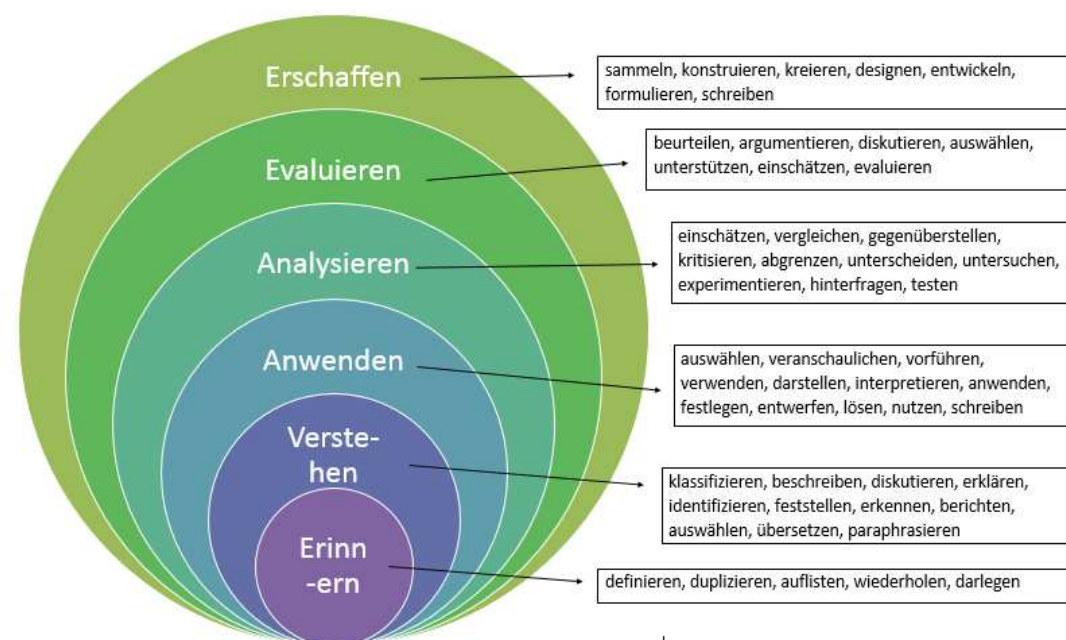 Erschaffen
sammeln, konstruieren, kreieren, designen, entwickeln,
formulieren, schreiben
Evaluieren
beurteilen, argumentieren, diskutieren, auswählen,
unterstützen, einschätzen, evaluieren
Analysieren
einschätzen, vergleichen, gegenüberstellen,
kritisieren, abgrenzen, unterscheiden, untersuchen,
experimentieren, hinterfragen, testen
Anwenden
auswählen, veranschaulichen, vorführen,
verwenden, darstellen, interpretieren, anwenden,
festlegen, entwerfen, lösen, nutzen, schreiben
Verste-
hen
klassifizieren, beschreiben, diskutieren, erklären,
identifizieren, feststellen, erkennen, berichten,
auswählen, übersetzen, paraphrasieren
Erinn
-ern
definieren, duplizieren, auflisten, wiederholen, darlegen